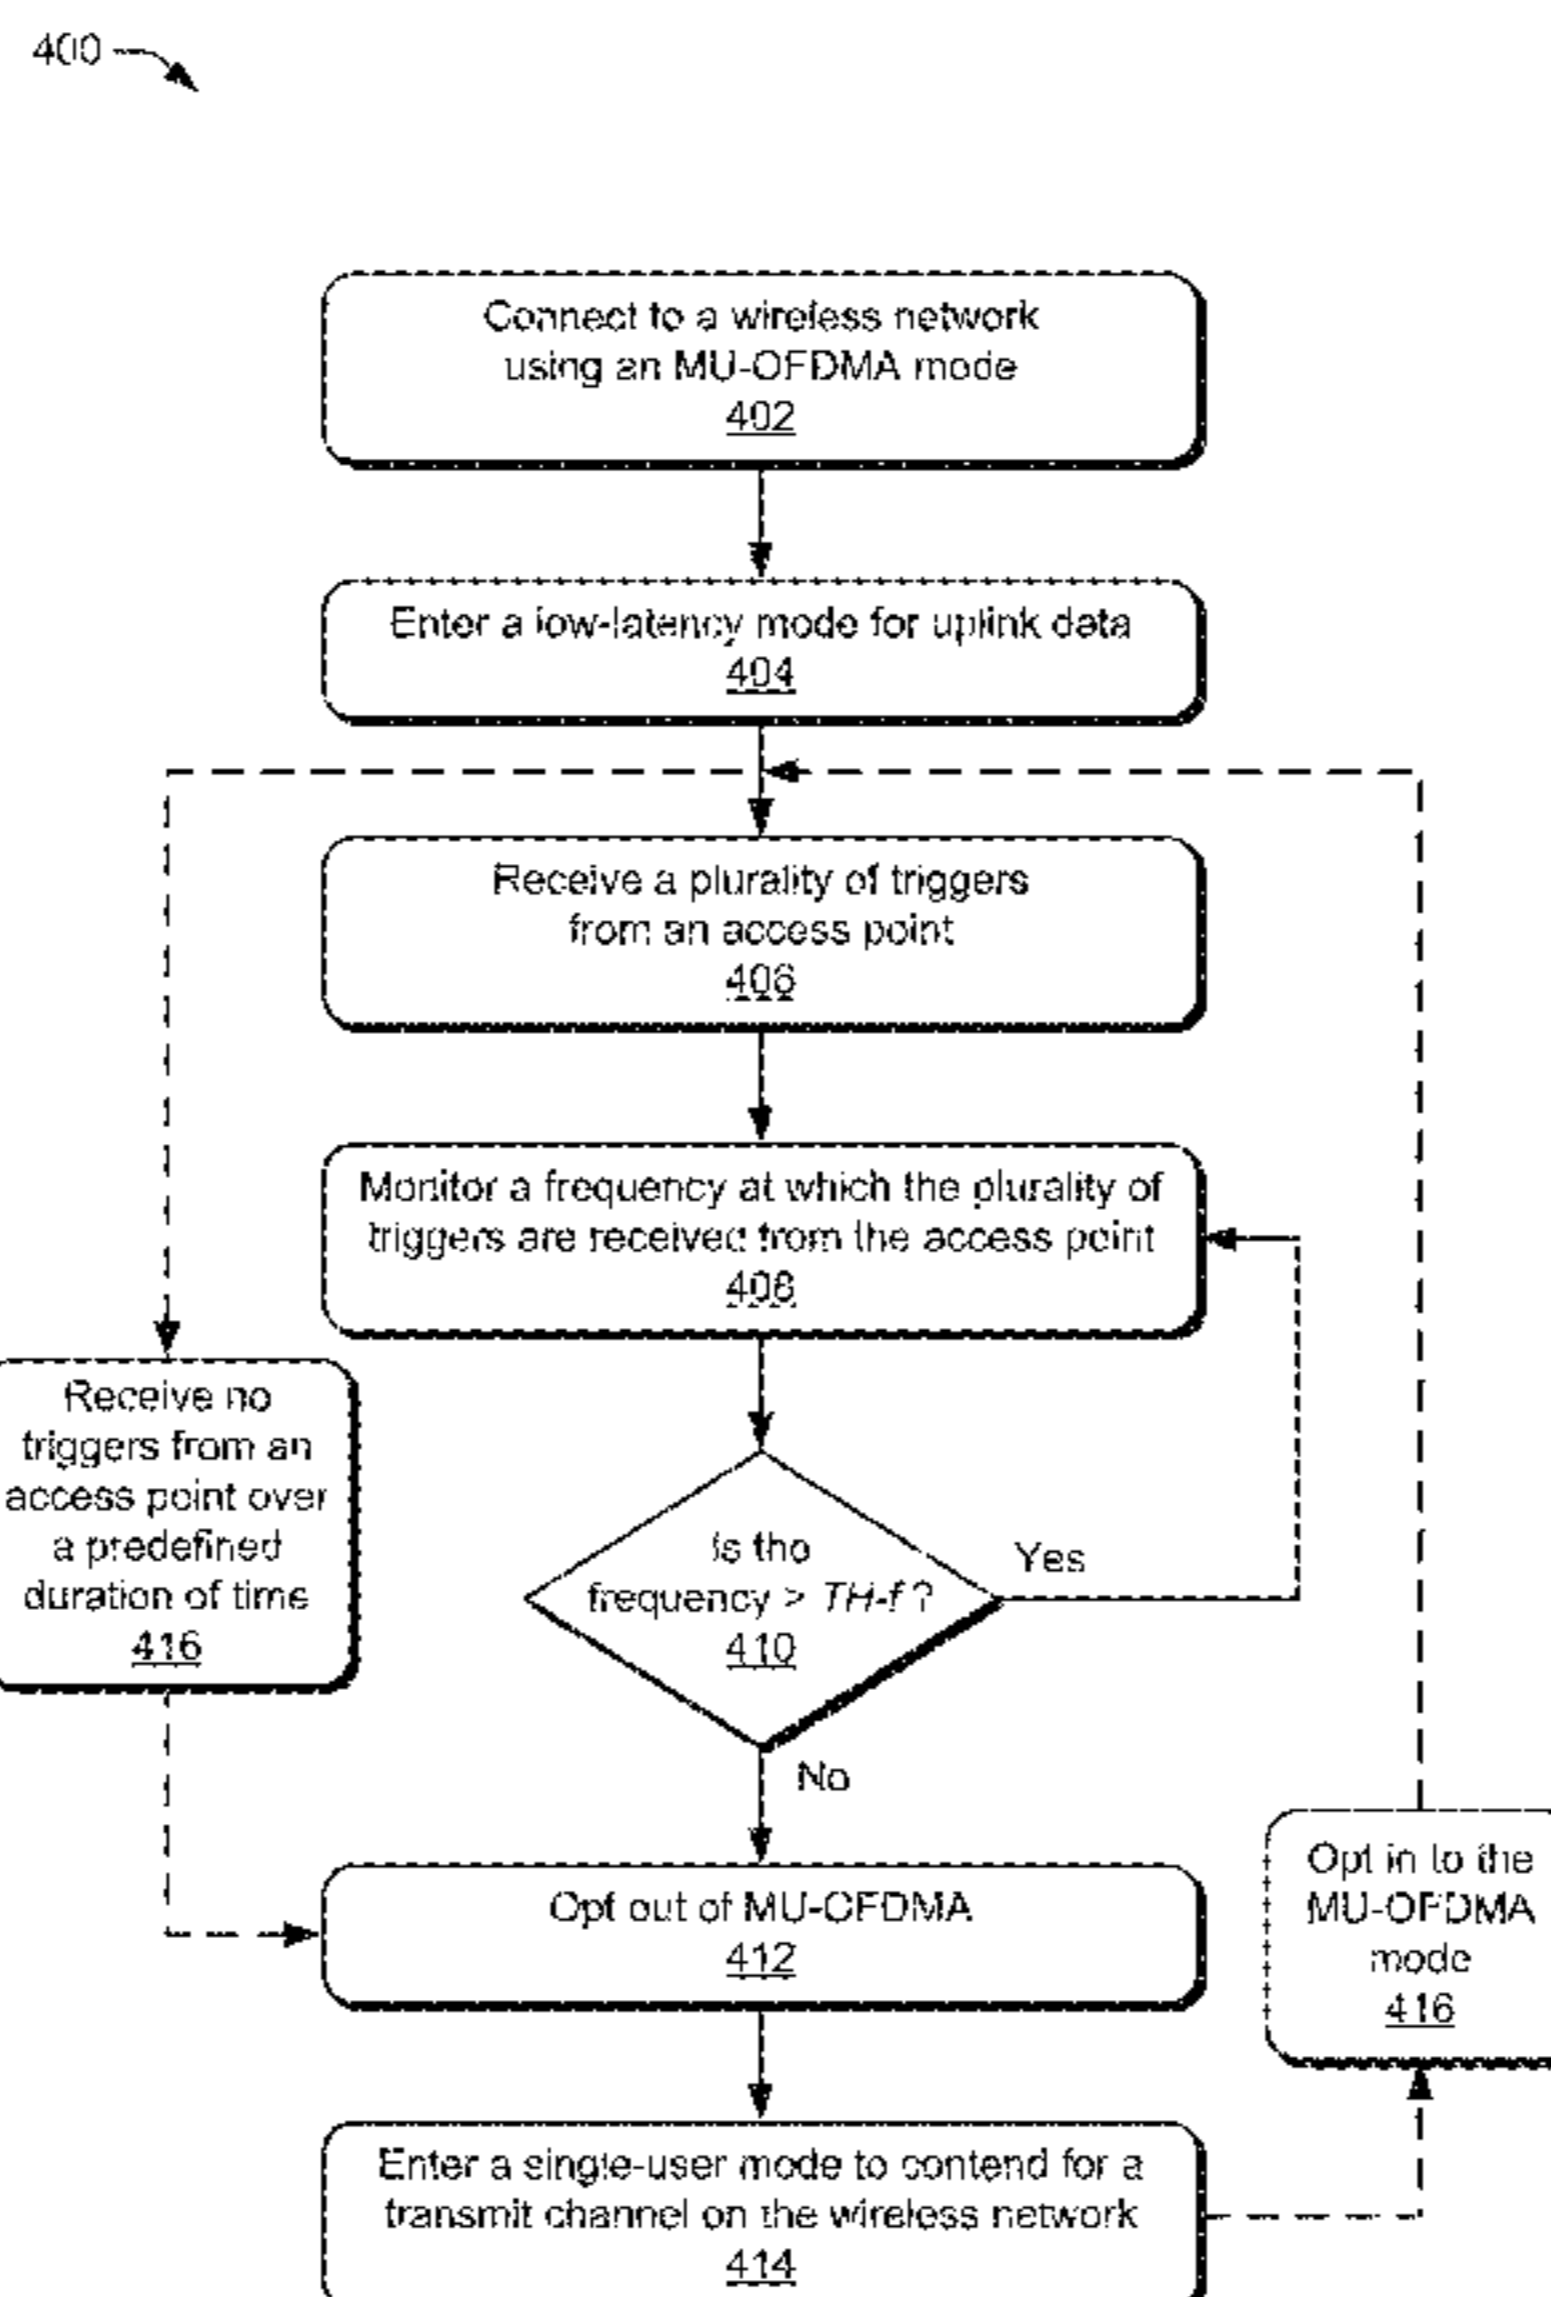 400
Connect to a wireless network
using an MU-OFDMA mode
402
Enter a low-latency mode for uplink data
404
Receive a plurality of triggers
from an access point
406
Monitor a frequency at which the plurality of
triggers are received from the access point
408
Receive no
triggers from an
access point over
a predefined
duration of time
416
Is the
frequency > TH-f ?
410
Yes
No
Opt out of MU-OFDMA
412
Opt in to the
MU-OFDMA
mode
416
Enter a single-user mode to contend for a
transmit channel on the wireless network
414